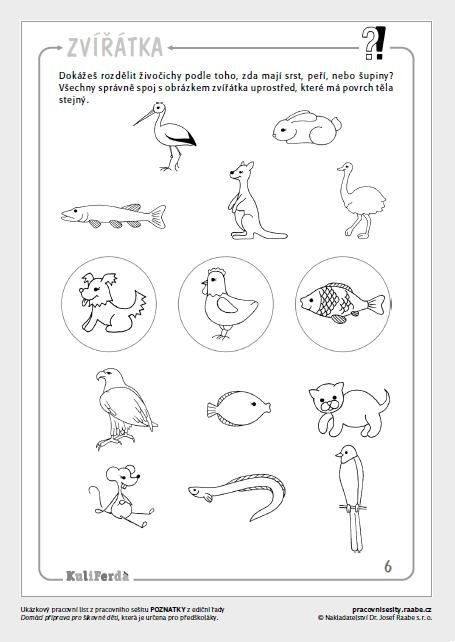 ZVÍŘÁTKA
?!
Dokážeš rozdělit živočichy podle toho, zda mají srst, peří, nebo šupiny?
Všechny správně spoj s obrázkem zvířátka uprostřed, které má povrch těla
stejný.
6
KuliFerda
Ukázkový pracovní list z pracovního sešitu POZNATKY z ediční řady
Domácí příprava pro šikovné děti, která je určena pro předškoláky.
pracovnisesity.raabe.cz
© Nakladatelství Dr. Josef Raabe s. r. o.